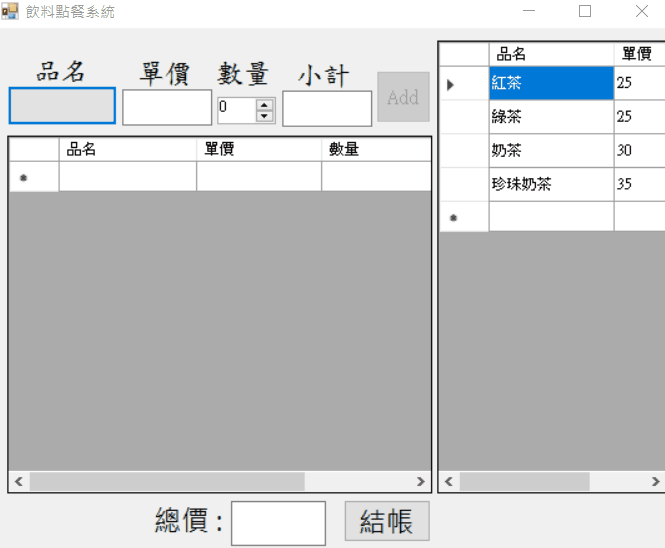 飲料點餐系統
品名 單價 數量 小計
0 Add
品名 單價 數量
品名 單價
紅茶 25
綠茶 25
奶茶 30
珍珠奶茶 35
總價: 結帳